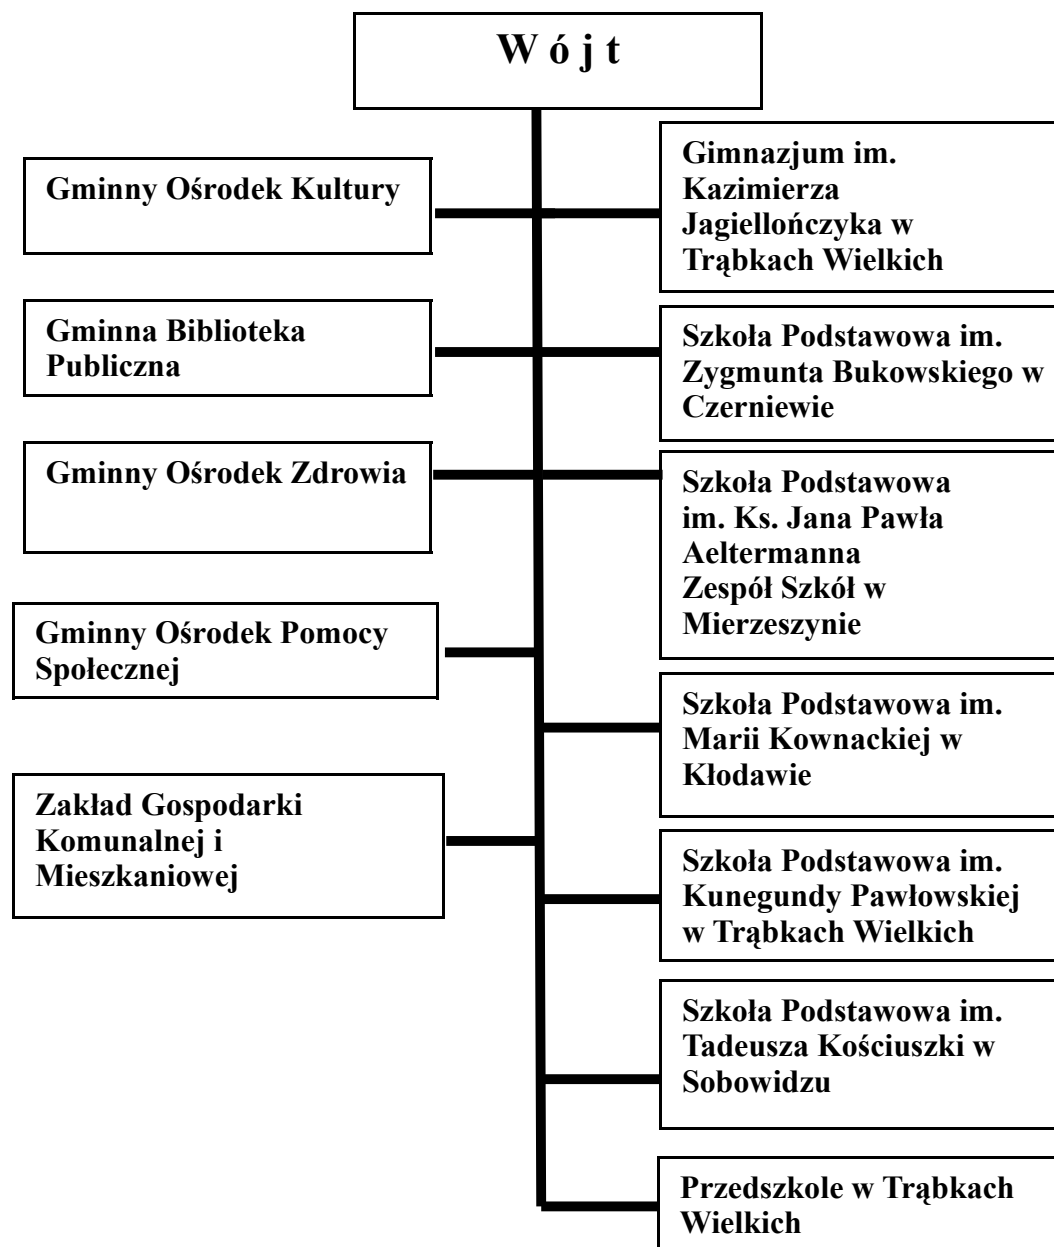 W ó j t
Gminny Ośrodek Kultury
Gminna Biblioteka
Publiczna
Gminny Ośrodek Zdrowia
Gminny Ośrodek Pomocy
Społecznej
Zakład Gospodarki
Komunalnej i
Mieszkaniowej
Gimnazjum im.
Kazimierza
Jagiellończyka w
Trąbkach Wielkich
Szkoła Podstawowa im.
Zygmunta Bukowskiego w
Czerniewie
Szkoła Podstawowa
im. Ks. Jana Pawła
Aeltermanna
Zespół Szkół w
Mierzeszynie
Szkoła Podstawowa im.
Marii Kownackiej w
Kłodawie
Szkoła Podstawowa im.
Kunegundy Pawłowskiej
w Trąbkach Wielkich
Szkoła Podstawowa im.
Tadeusza Kościuszki w
Sobowidzu
Przedszkole w Trąbkach
Wielkich